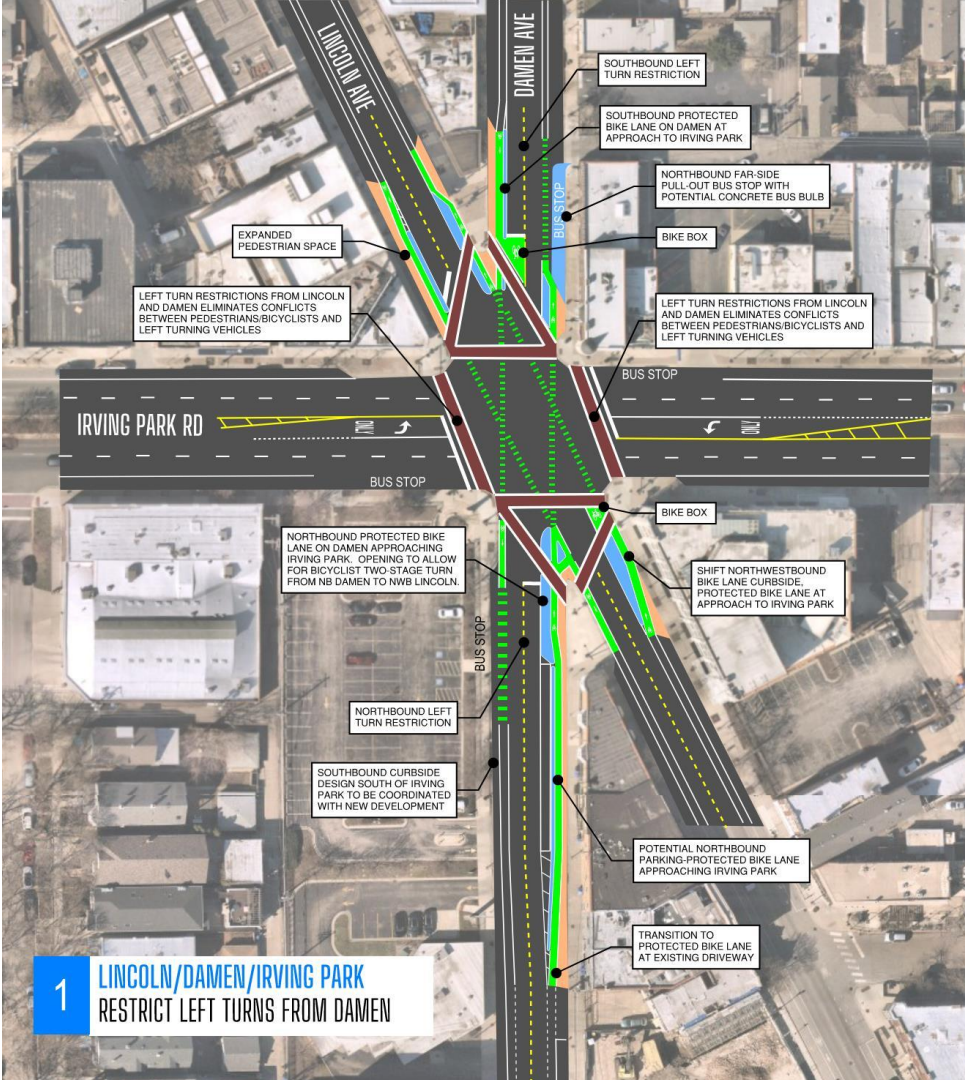 LINCOLN AVE
DAMEN AVE
SOUTHBOUND LEFT
TURN RESTRICTION
SOUTHBOUND PROTECTED
BIKE LANE ON DAMEN AT
APPROACH TO IRVING PARK
NORTHBOUND FAR-SIDE
PULL-OUT BUS STOP WITH
POTENTIAL CONCRETE BUS BULB
BUS STOP
BIKE BOX
EXPANDED
PEDESTRIAN SPACE
LEFT TURN RESTRICTIONS FROM LINCOLN
AND DAMEN ELIMINATES CONFLICTS
BETWEEN PEDESTRIANS/BICYCLISTS AND
LEFT TURNING VEHICLES
LEFT TURN RESTRICTIONS FROM LINCOLN
AND DAMEN ELIMINATES CONFLICTS
BETWEEN PEDESTRIANS/BICYCLISTS AND
LEFT TURNING VEHICLES
BUS STOP
IRVING PARK RD
ONLY
ONLY
BUS STOP
BIKE BOX
NORTHBOUND PROTECTED BIKE
LANE ON DAMEN APPROACHING
IRVING PARK. OPENING TO ALLOW
FOR BICYCLIST TWO-STAGE TURN
FROM NB DAMEN TO NWB LINCOLN.
SHIFT NORTHWESTBOUND
BIKE LANE CURBSIDE,
PROTECTED BIKE LANE AT
APPROACH TO IRVING PARK
BUS STOP
NORTHBOUND LEFT
TURN RESTRICTION
SOUTHBOUND CURBSIDE
DESIGN SOUTH OF IRVING
PARK TO BE COORDINATED
WITH NEW DEVELOPMENT
POTENTIAL NORTHBOUND
PARKING-PROTECTED BIKE LANE
APPROACHING IRVING PARK
TRANSITION TO
PROTECTED BIKE LANE
AT EXISTING DRIVEWAY
1
LINCOLN/DAMEN/IRVING PARK
RESTRICT LEFT TURNS FROM DAMEN